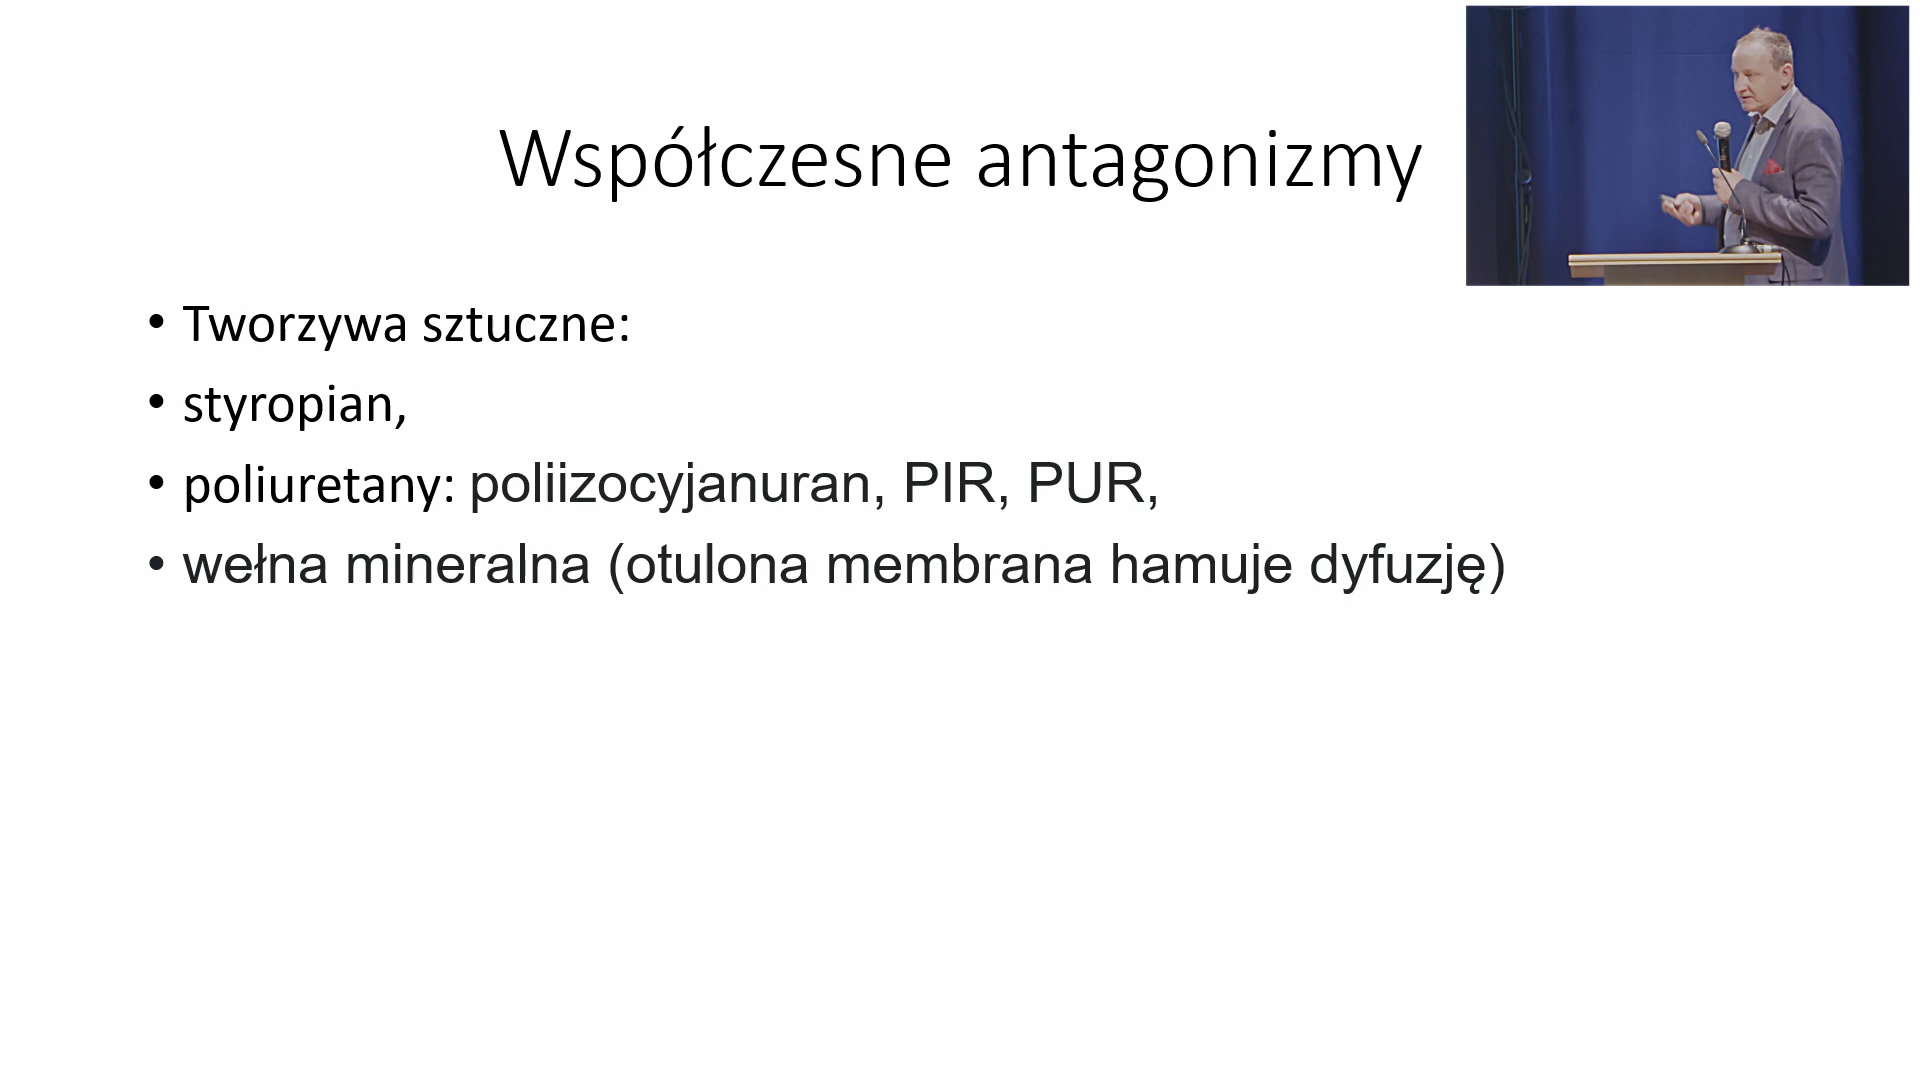 Współczesne antagonizmy
• Tworzywa sztuczne:
• styropian,
• poliuretany: poliizocyjanuran, PIR, PUR,
• wełna mineralna (otulona membrana hamuje dyfuzję)